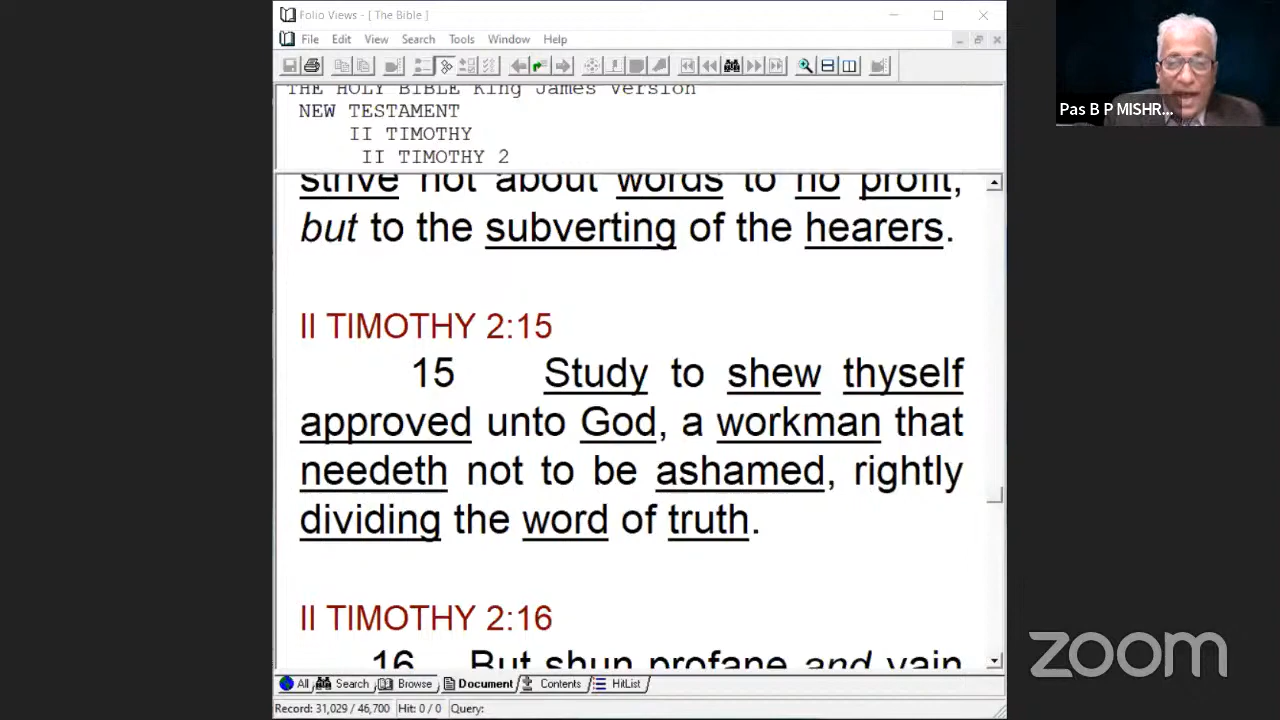 Folio Views - [ The Bible ]
File Edit View Search Tools Window Help
THE HOLY BIBLE King James Version
NEW TESTAMENT
II TIMOTHY
II TIMOTHY 2
strive not about words to no profit,
but to the subverting of the hearers.
II TIMOTHY 2:15
15 Study to shew thyself
approved unto God, a workman that
needeth not to be ashamed, rightly
dividing the word of truth.
II TIMOTHY 2:16
16 But shun profane and vain
All Search Browse Document Contents HitList
Record: 31,029 / 46,700 Hit: 0 / 0 Query:
Pas B P MISHR...
zoom